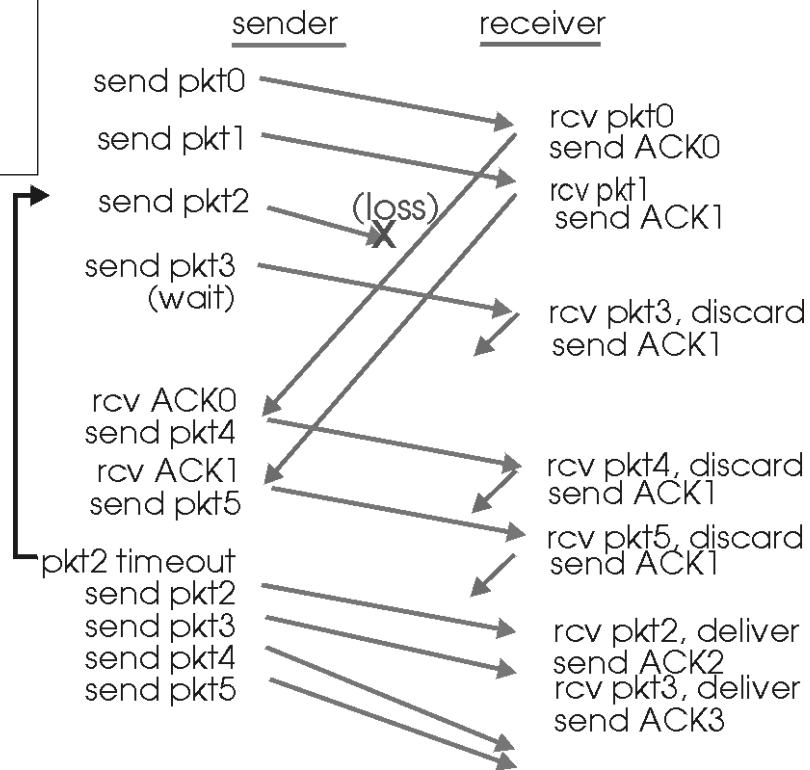 sender
receiver
send pkt0
send pkt1
send pkt2
send pkt3
(wait)
(loss)
X
rcv pkt0
send ACK0
rcv pkt1
send ACK1
rcv pkt3, discard
send ACK1
rcv ACK0
send pkt4
rcv ACK1
send pkt5
rcv pkt4, discard
send ACK1
rcv pkt5, discard
send ACK1
pkt2 timeout
send pkt2
send pkt3
send pkt4
send pkt5
rcv pkt2, deliver
send ACK2
rcv pkt3, deliver
send ACK3